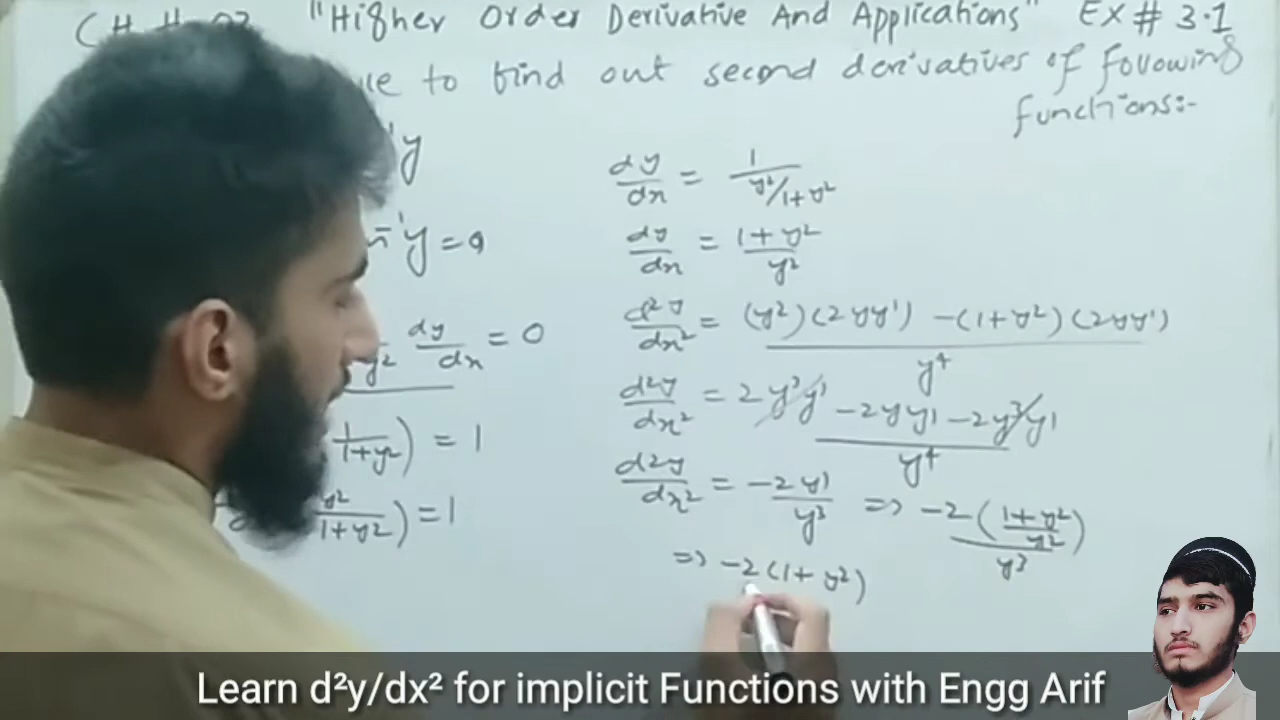 "Higher Order Derivative And Applications" EX # 3.1
to find out second derivatives of following
functions:-
y
y = 0
y² dy/dx = 0
1/1+y²) = 1
y²/1+y²) = 1
dy/dx = 1/y²/1+y²
dy/dx = 1+y²/y²
d²y/dx² = (y²)(2yy') -(1+y²)(2yy')/y⁴
d²y/dx² = 2y³y' -2yy' -2y³y'/y⁴
d²y/dx² = -2y'/y³ => -2(1+y²/y²)/y³
=> -2(1+y²)
Learn d²y/dx² for implicit Functions with Engg Arif